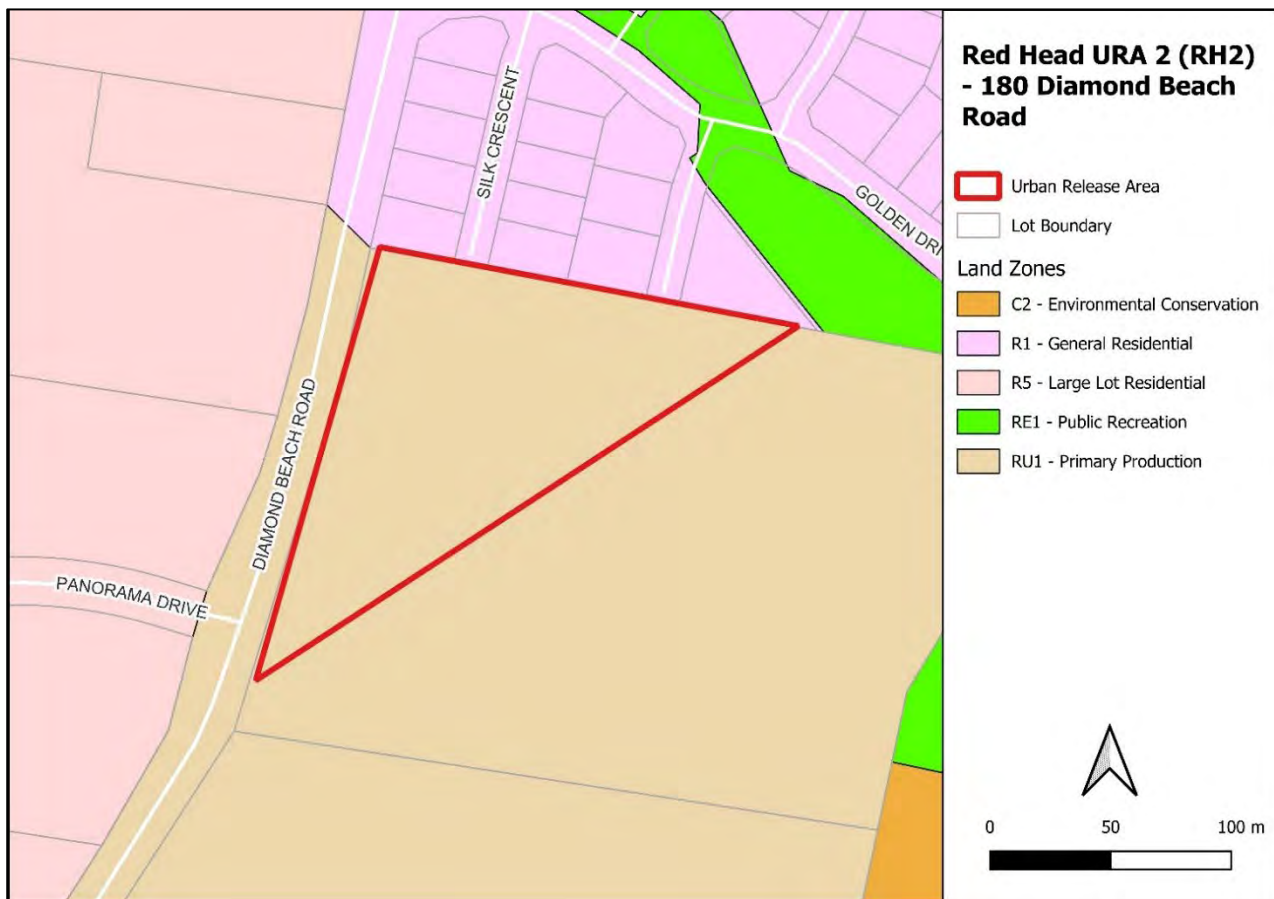 Red Head URA 2 (RH2)
- 180 Diamond Beach
Road
Urban Release Area
Lot Boundary
Land Zones
C2 - Environmental Conservation
R1 - General Residential
R5 - Large Lot Residential
RE1 - Public Recreation
RU1 - Primary Production
0 50 100 m
SILK CRESCENT
GOLDEN DRI
DIAMOND BEACH ROAD
PANORAMA DRIVE